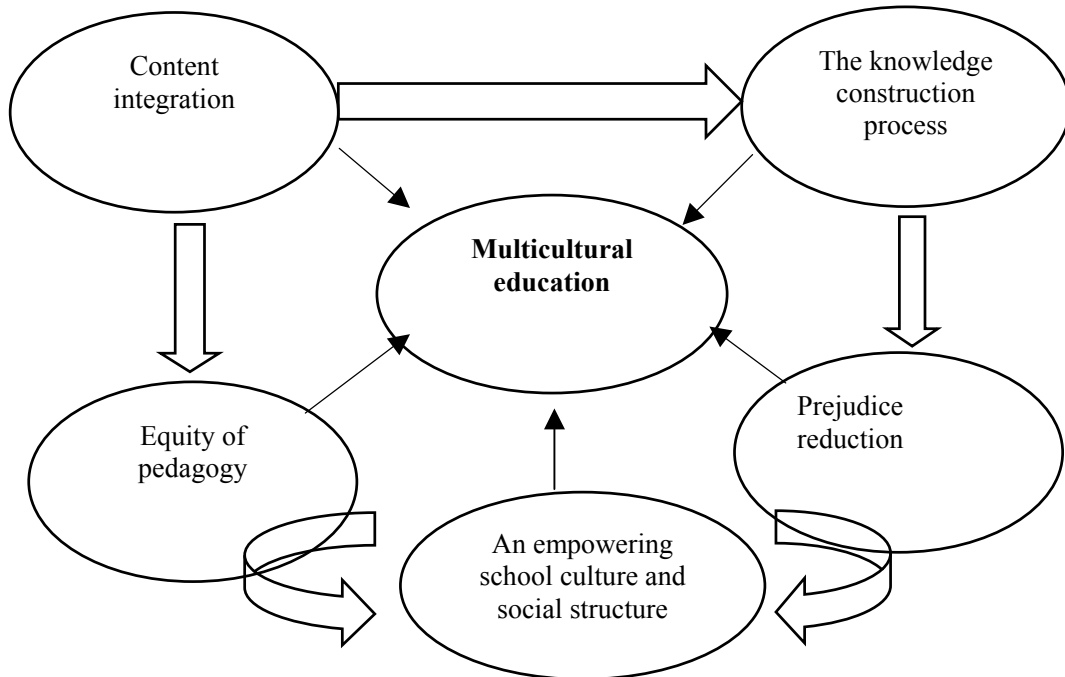 Content
integration
The knowledge
construction
process
Multicultural
education
Equity of
pedagogy
Prejudice
reduction
An empowering
school culture and
social structure